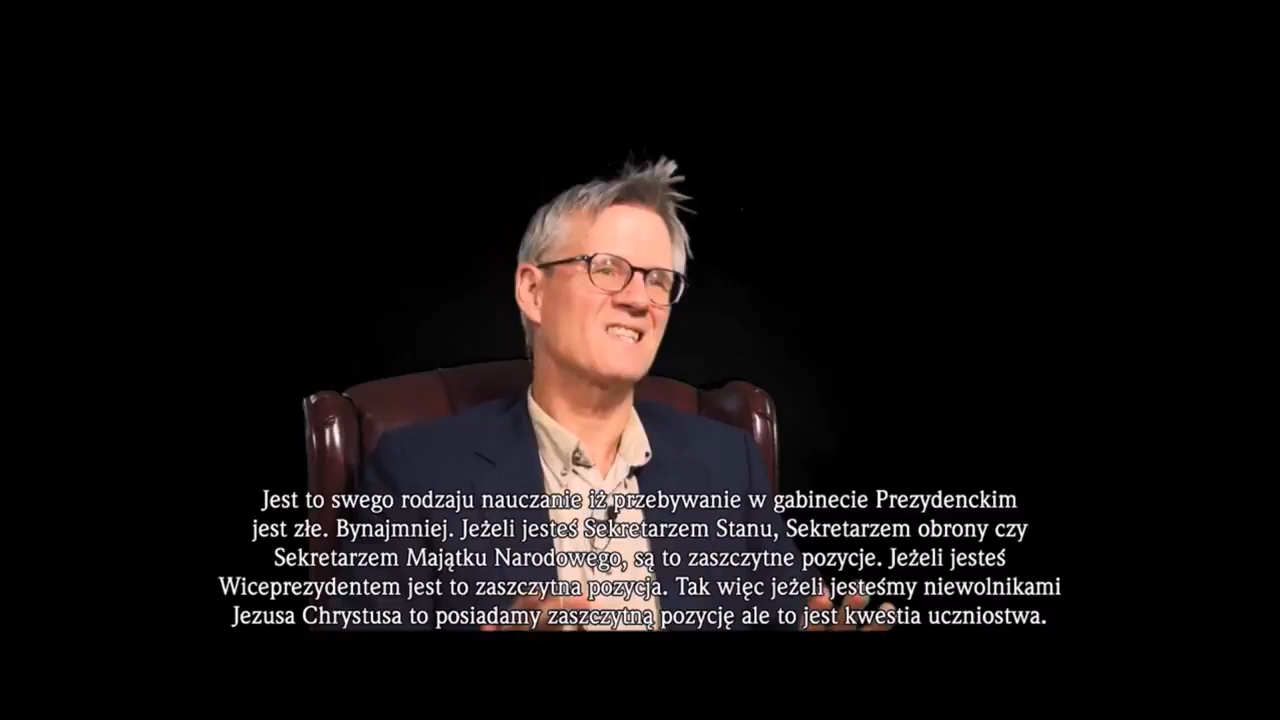 Jest to swego rodzaju nauczanie iż przebywanie w gabinecie Prezydenckim
jest złe. Bynajmniej. Jeżeli jesteś Sekretarzem Stanu, Sekretarzem obrony czy
Sekretarzem Majątku Narodowego, są to zaszczytne pozycje. Jeżeli jesteś
Wiceprezydentem jest to zaszczytna pozycja. Tak więc jeżeli jesteśmy niewolnikami
Jezusa Chrystusa to posiadamy zaszczytną pozycję ale to jest kwestia uczniostwa.